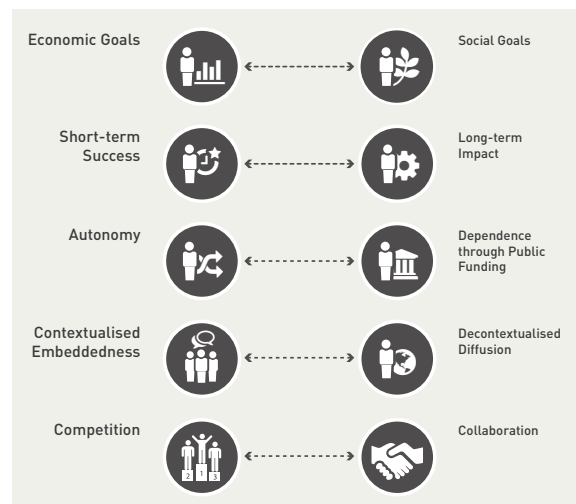 Economic Goals
Social Goals
Short-term
Success
Long-term
Impact
Autonomy
Dependence
through Public
Funding
Contextualised
Embeddedness
Decontextualised
Diffusion
Competition
2 1 3
Collaboration